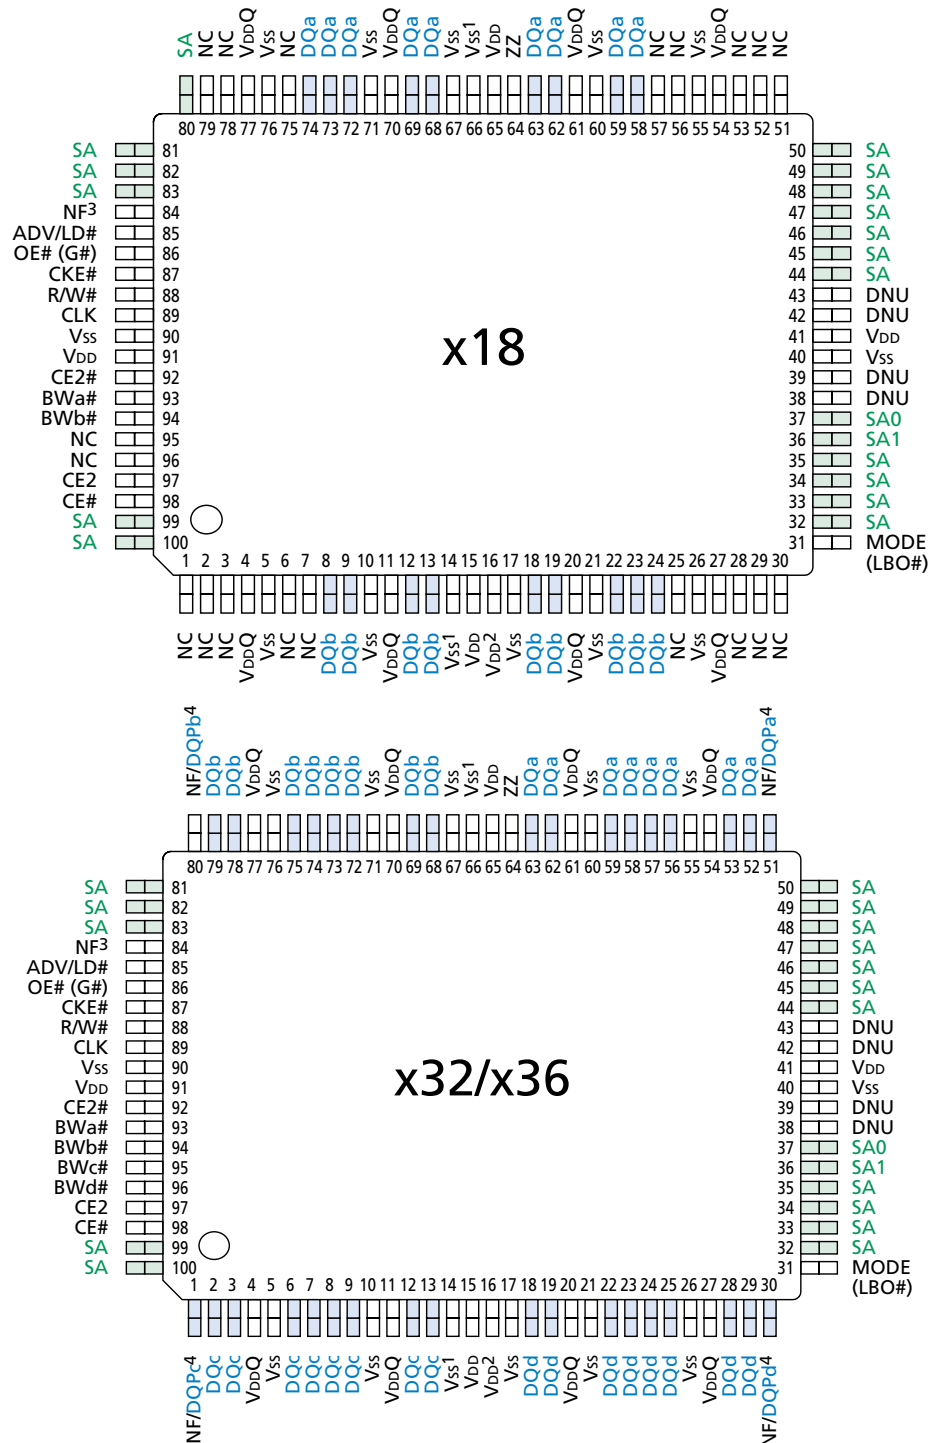 SA NC NC VDDQ Vss NC DQa DQa DQa Vss VDDQ DQa DQa Vss Vss1 VDD ZZ DQa DQa VDDQ Vss DQa DQa NC NC Vss VDDQ NC NC NC
80 79 78 77 76 75 74 73 72 71 70 69 68 67 66 65 64 63 62 61 60 59 58 57 56 55 54 53 52 51
SA 81 50 SA
SA 82 49 SA
SA 83 48 SA
NF3 84 47 SA
ADV/LD# 85 46 SA
OE# (G#) 86 45 SA
CKE# 87 44 SA
R/W# 88 43 DNU
CLK 89 42 DNU
Vss 90 41 VDD
x18
VDD 91 40 Vss
CE2# 92 39 DNU
BWa# 93 38 DNU
BWb# 94 37 SA0
NC 95 36 SA1
NC 96 35 SA
CE2 97 34 SA
CE# 98 33 SA
SA 99 32 SA
SA 100 31 MODE
(LBO#)
1 2 3 4 5 6 7 8 9 10 11 12 13 14 15 16 17 18 19 20 21 22 23 24 25 26 27 28 29 30
NC NC NC VDDQ Vss NC NC DQb DQb Vss VDDQ DQb DQb Vss1 VDD VDD2 Vss DQb DQb VDDQ Vss DQb DQb DQb NC Vss VDDQ NC NC NC
NF/DQPb4 DQb DQb VDDQ Vss DQb DQb DQb DQb Vss VDDQ DQb DQb Vss Vss1 VDD ZZ DQa DQa VDDQ Vss DQa DQa DQa DQa Vss VDDQ DQa DQa NF/DQPa4
80 79 78 77 76 75 74 73 72 71 70 69 68 67 66 65 64 63 62 61 60 59 58 57 56 55 54 53 52 51
SA 81 50 SA
SA 82 49 SA
SA 83 48 SA
NF3 84 47 SA
ADV/LD# 85 46 SA
OE# (G#) 86 45 SA
CKE# 87 44 SA
R/W# 88 43 DNU
CLK 89 42 DNU
Vss 90 41 VDD
x32/x36
VDD 91 40 Vss
CE2# 92 39 DNU
BWa# 93 38 DNU
BWb# 94 37 SA0
BWc# 95 36 SA1
BWd# 96 35 SA
CE2 97 34 SA
CE# 98 33 SA
SA 99 32 SA
SA 100 31 MODE
(LBO#)
1 2 3 4 5 6 7 8 9 10 11 12 13 14 15 16 17 18 19 20 21 22 23 24 25 26 27 28 29 30
NF/DQPc4 DQc DQc VDDQ Vss DQc DQc DQc DQc Vss VDDQ DQc DQc Vss1 VDD VDD2 Vss DQd DQd VDDQ Vss DQd DQd DQd DQd Vss VDDQ DQd DQd NF/DQPd4